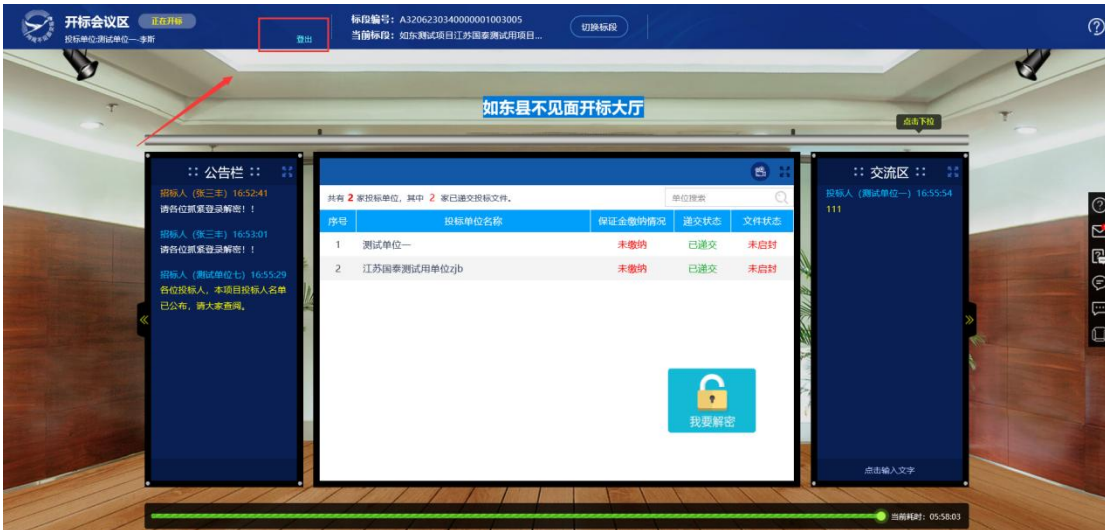 开标会议区 正在开标
投标单位:测试单位一-李斯
登出
标段编号：A3206230340000001003005
当前标段：如东测试项目江苏国泰测试用项目...
切换标段
如东县不见面开标大厅
点击下拉
:: 公告栏 ::
招标人（张三丰）16:52:41
请各位抓紧登录解密！！
招标人（张三丰）16:53:01
请各位抓紧登录解密！！
招标人（测试单位七）16:55:29
各位投标人，本项目投标人名单
已公布，请大家查阅。
共有 2 家投标单位，其中 2 家已递交投标文件。
单位搜索
序号 投标单位名称 保证金缴纳情况 递交状态 文件状态
1 测试单位一 未缴纳 已递交 未启封
2 江苏国泰测试用单位zjb 未缴纳 已递交 未启封
我要解密
:: 交流区 ::
投标人（测试单位一）16:55:54
111
点击输入文字
当前耗时：05:58:03